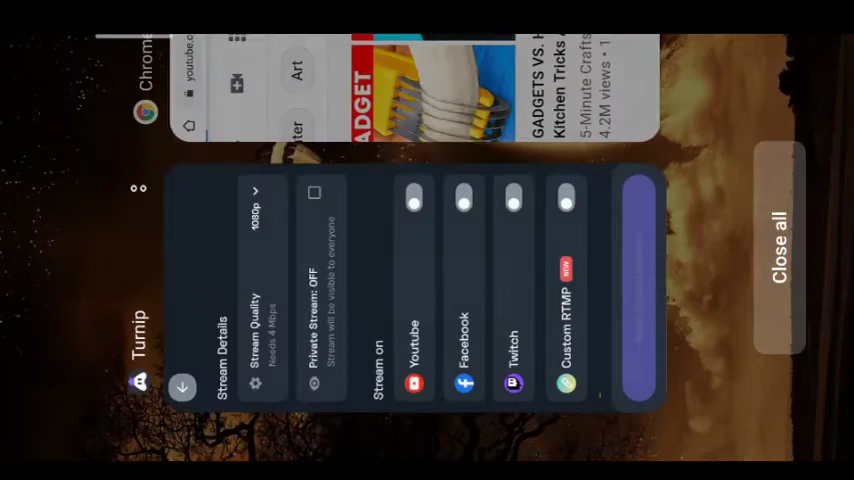 Turnip
Stream Details
Stream Quality
Needs 4 Mbps
1080p
Private Stream: OFF
Stream will be visible to everyone
Stream on
Youtube
Facebook
Twitch
Custom RTMP NEW
Chrome
youtube.c
Art
ter
ADGET
GADGETS VS. H
Kitchen Tricks
5-Minute Crafts
4.2M views • 1
Close all